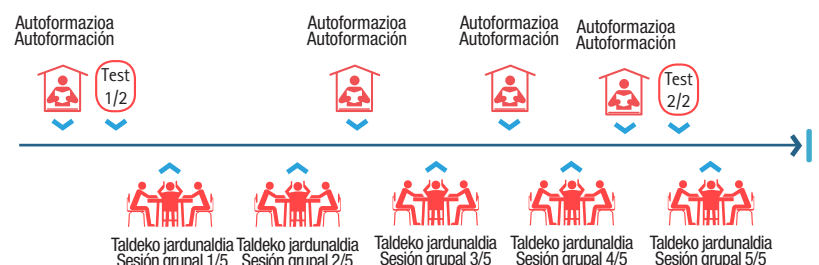 Autoformazioa
Autoformación
Autoformazioa
Autoformación
Autoformazioa
Autoformación
Autoformazioa
Autoformación
Test
1/2
Test
2/2
Taldeko jardunaldia
Sesión grupal 1/5
Taldeko jardunaldia
Sesión grupal 2/5
Taldeko jardunaldia
Sesión grupal 3/5
Taldeko jardunaldia
Sesión grupal 4/5
Taldeko jardunaldia
Sesión grupal 5/5